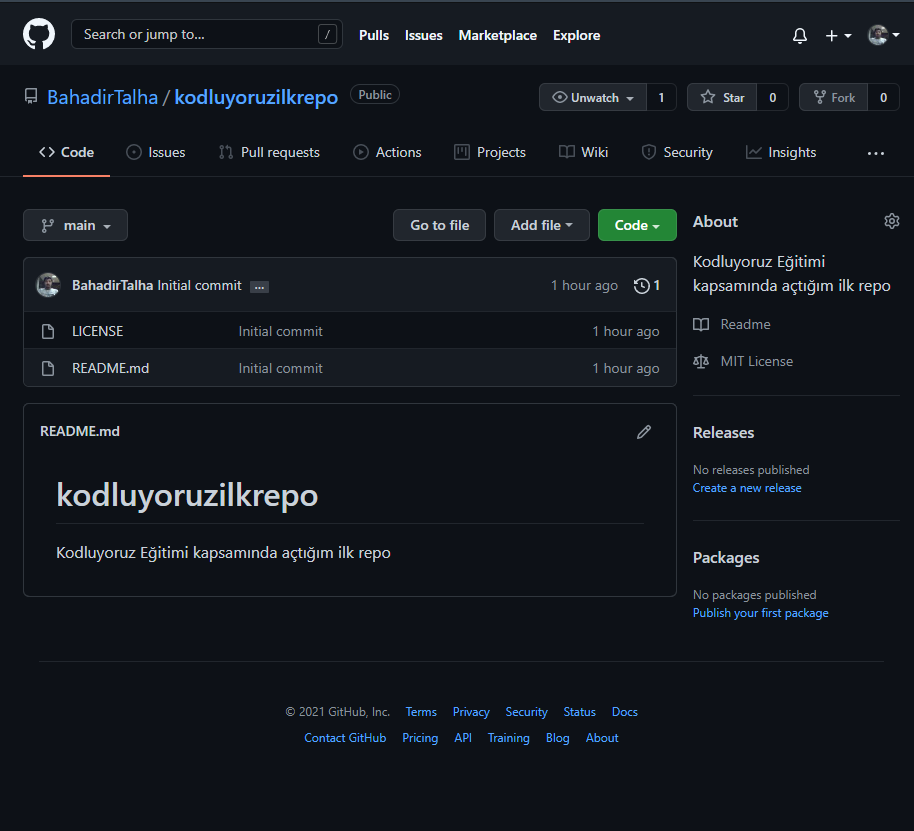 Search or jump to... / Pulls Issues Marketplace Explore
BahadirTalha / kodluyoruzilkrepo Public Unwatch 1 Star 0 Fork 0
Code Issues Pull requests Actions Projects Wiki Security Insights ...
main Go to file Add file Code
BahadirTalha Initial commit ... 1 hour ago 1
LICENSE Initial commit 1 hour ago
README.md Initial commit 1 hour ago
README.md
kodluyoruzilkrepo
Kodluyoruz Eğitimi kapsamında açtığım ilk repo
About
Kodluyoruz Eğitimi
kapsamında açtığım ilk repo
Readme
MIT License
Releases
No releases published
Create a new release
Packages
No packages published
Publish your first package
© 2021 GitHub, Inc. Terms Privacy Security Status Docs
Contact GitHub Pricing API Training Blog About